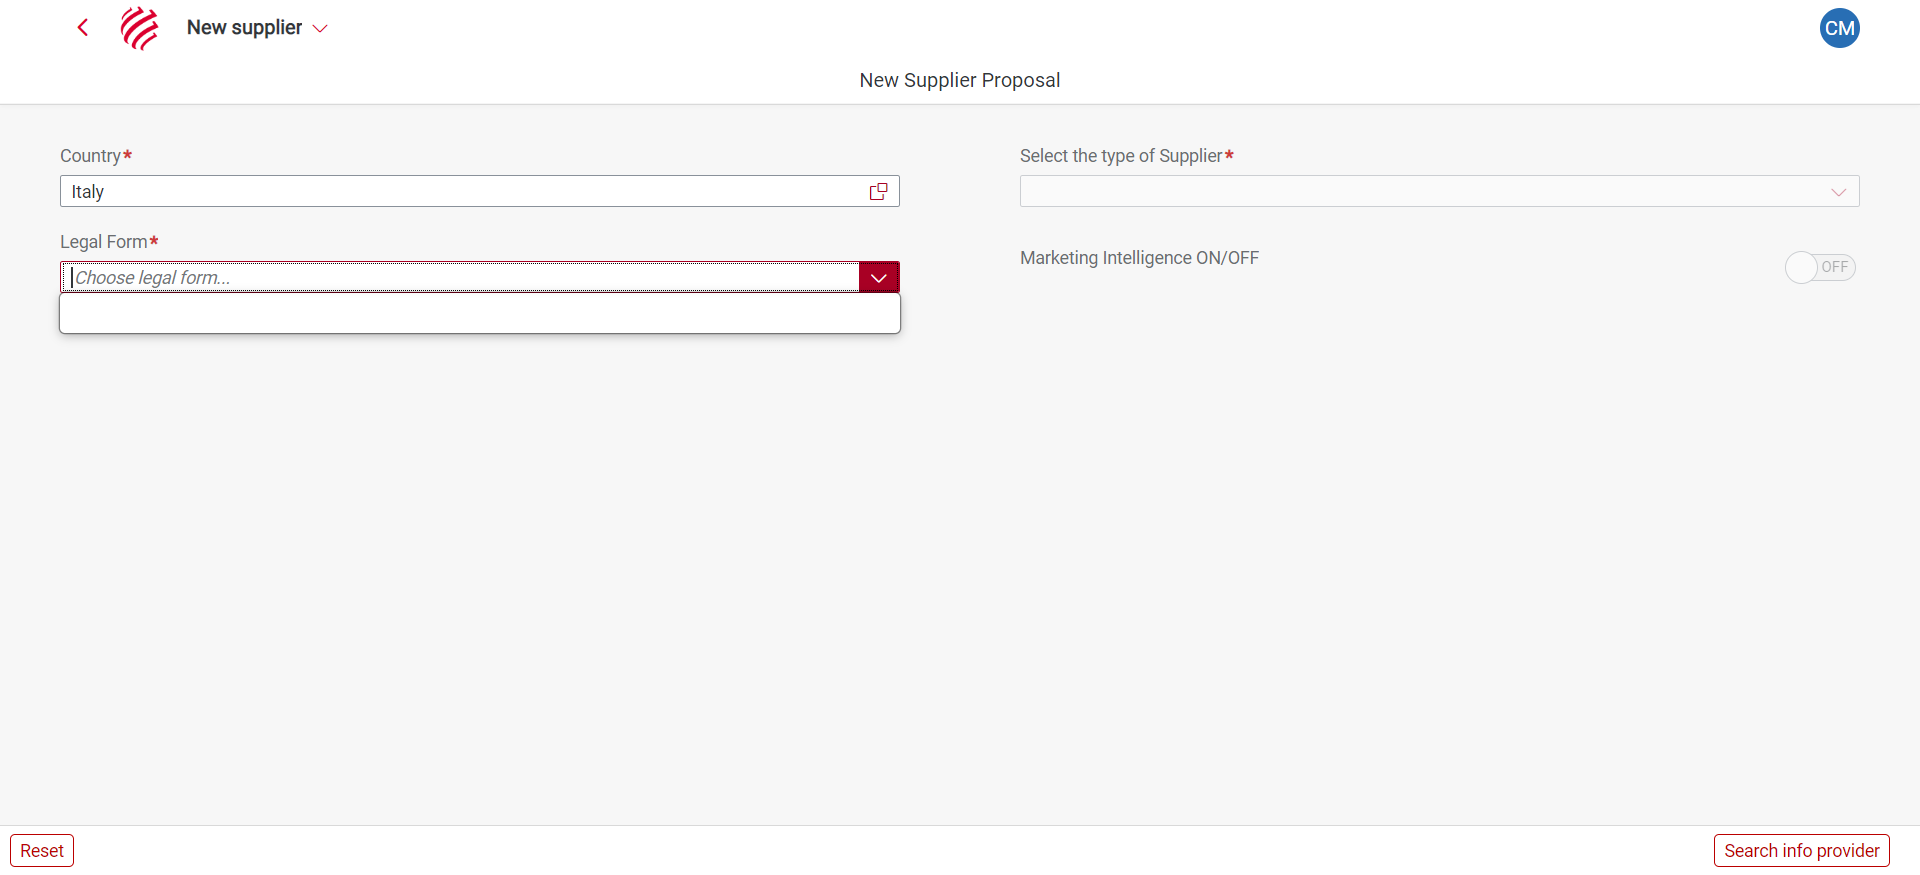 New supplier
CM
New Supplier Proposal
Country*
Italy
Select the type of Supplier*
Legal Form*
Choose legal form...
Marketing Intelligence ON/OFF
OFF
Reset
Search info provider